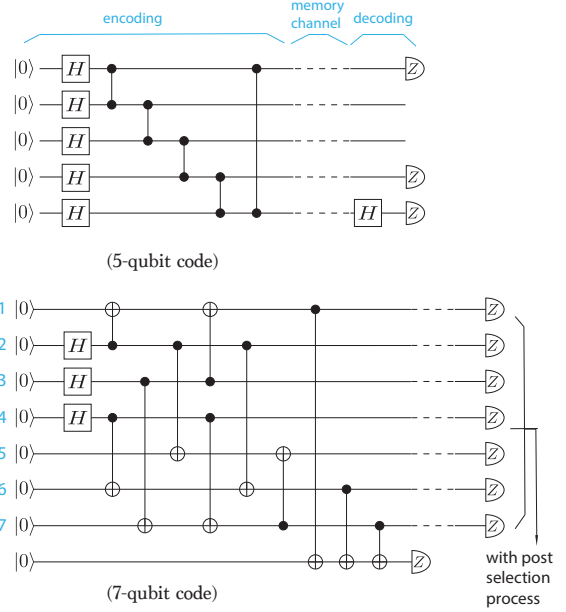 memory
encoding channel decoding
|0⟩ H Z
|0⟩ H
|0⟩ H
|0⟩ H Z
|0⟩ H H Z
(5-qubit code)
1 |0⟩ Z
2 |0⟩ H Z
3 |0⟩ H Z
4 |0⟩ H Z
5 |0⟩ Z
6 |0⟩ Z
7 |0⟩ Z
|0⟩ Z
with post
selection
process
(7-qubit code)